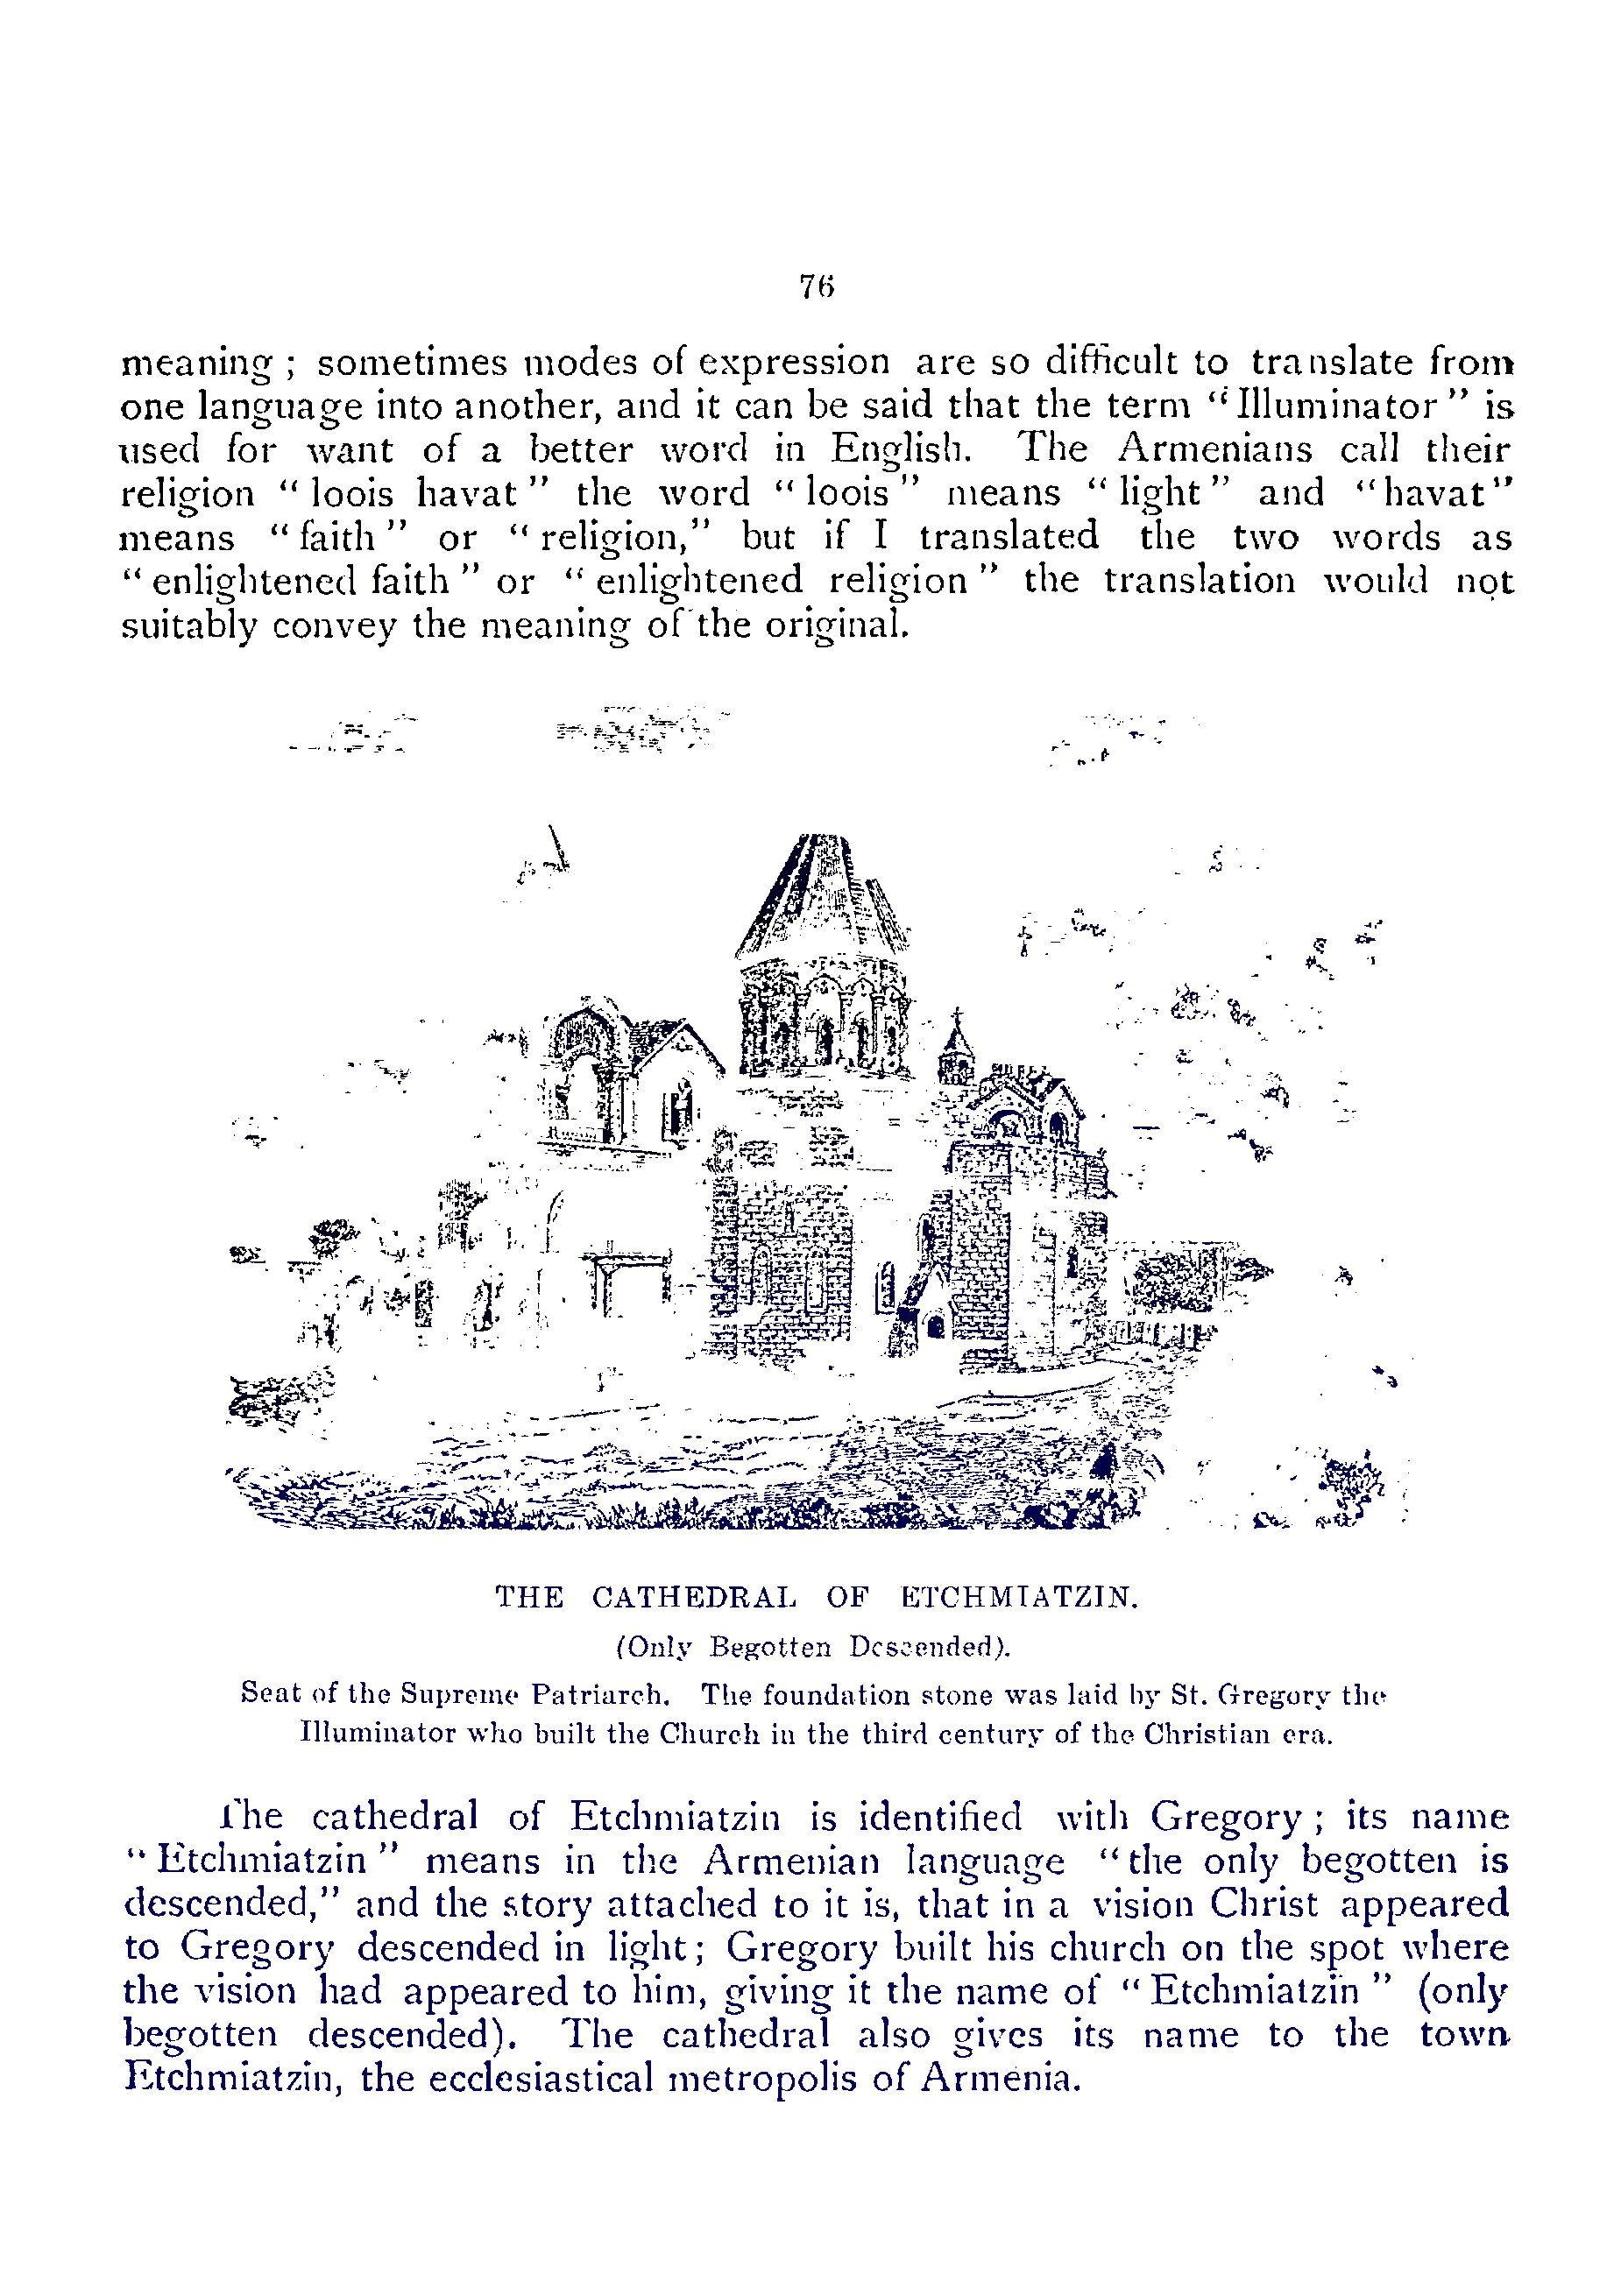 76
meaning ; sometimes modes of expression are so difficult to translate from
one language into another, and it can be said that the term “Illuminator” is
used for want of a better word in English. The Armenians call their
religion “loois havat” the word “loois” means “light” and “havat”
means “faith” or “religion,” but if I translated the two words as
“enlightened faith” or “enlightened religion” the translation would not
suitably convey the meaning of the original.
THE CATHEDRAL OF ETCHMIATZIN.
(Only Begotten Descended).
Seat of the Supreme Patriarch. The foundation stone was laid by St. Gregory the
Illuminator who built the Church in the third century of the Christian era.
The cathedral of Etchmiatzin is identified with Gregory ; its name
“Etchmiatzin” means in the Armenian language “the only begotten is
descended,” and the story attached to it is, that in a vision Christ appeared
to Gregory descended in light ; Gregory built his church on the spot where
the vision had appeared to him, giving it the name of “Etchmiatzin” (only
begotten descended). The cathedral also gives its name to the town
Etchmiatzin, the ecclesiastical metropolis of Armenia.